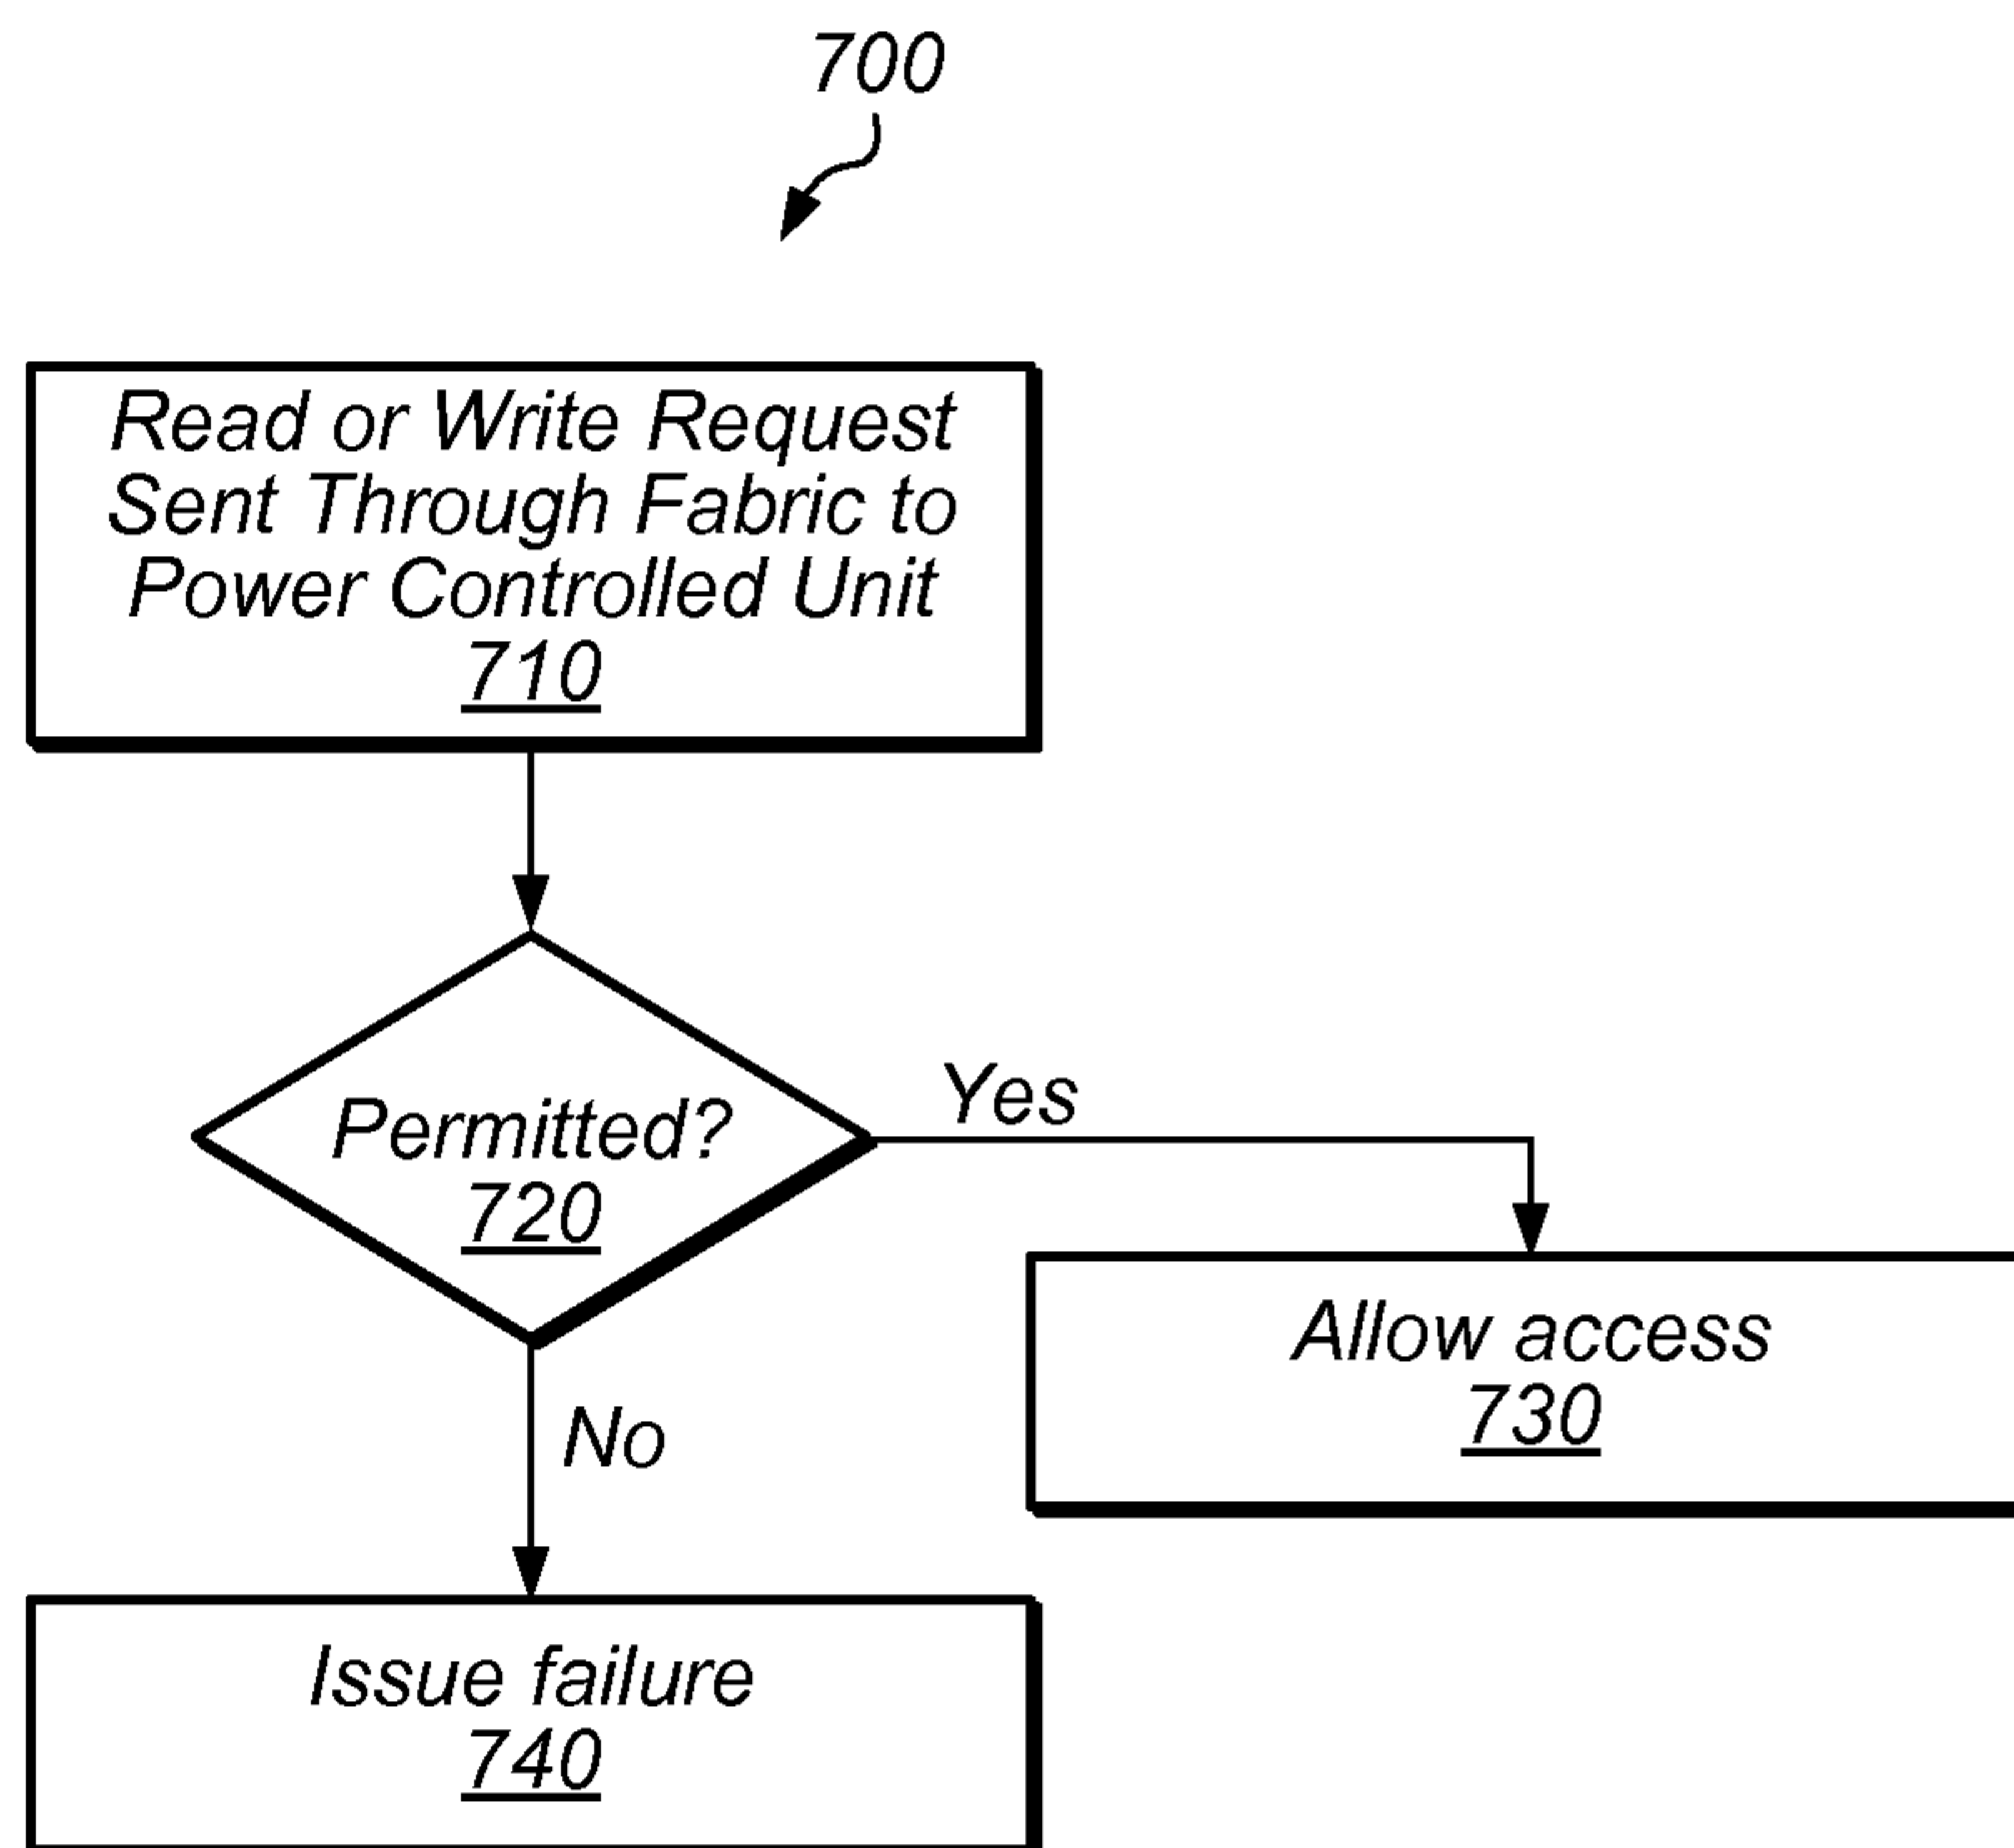 700
Read or Write Request
Sent Through Fabric to
Power Controlled Unit
710
Permitted?
720
Yes
Allow access
730
No
Issue failure
740